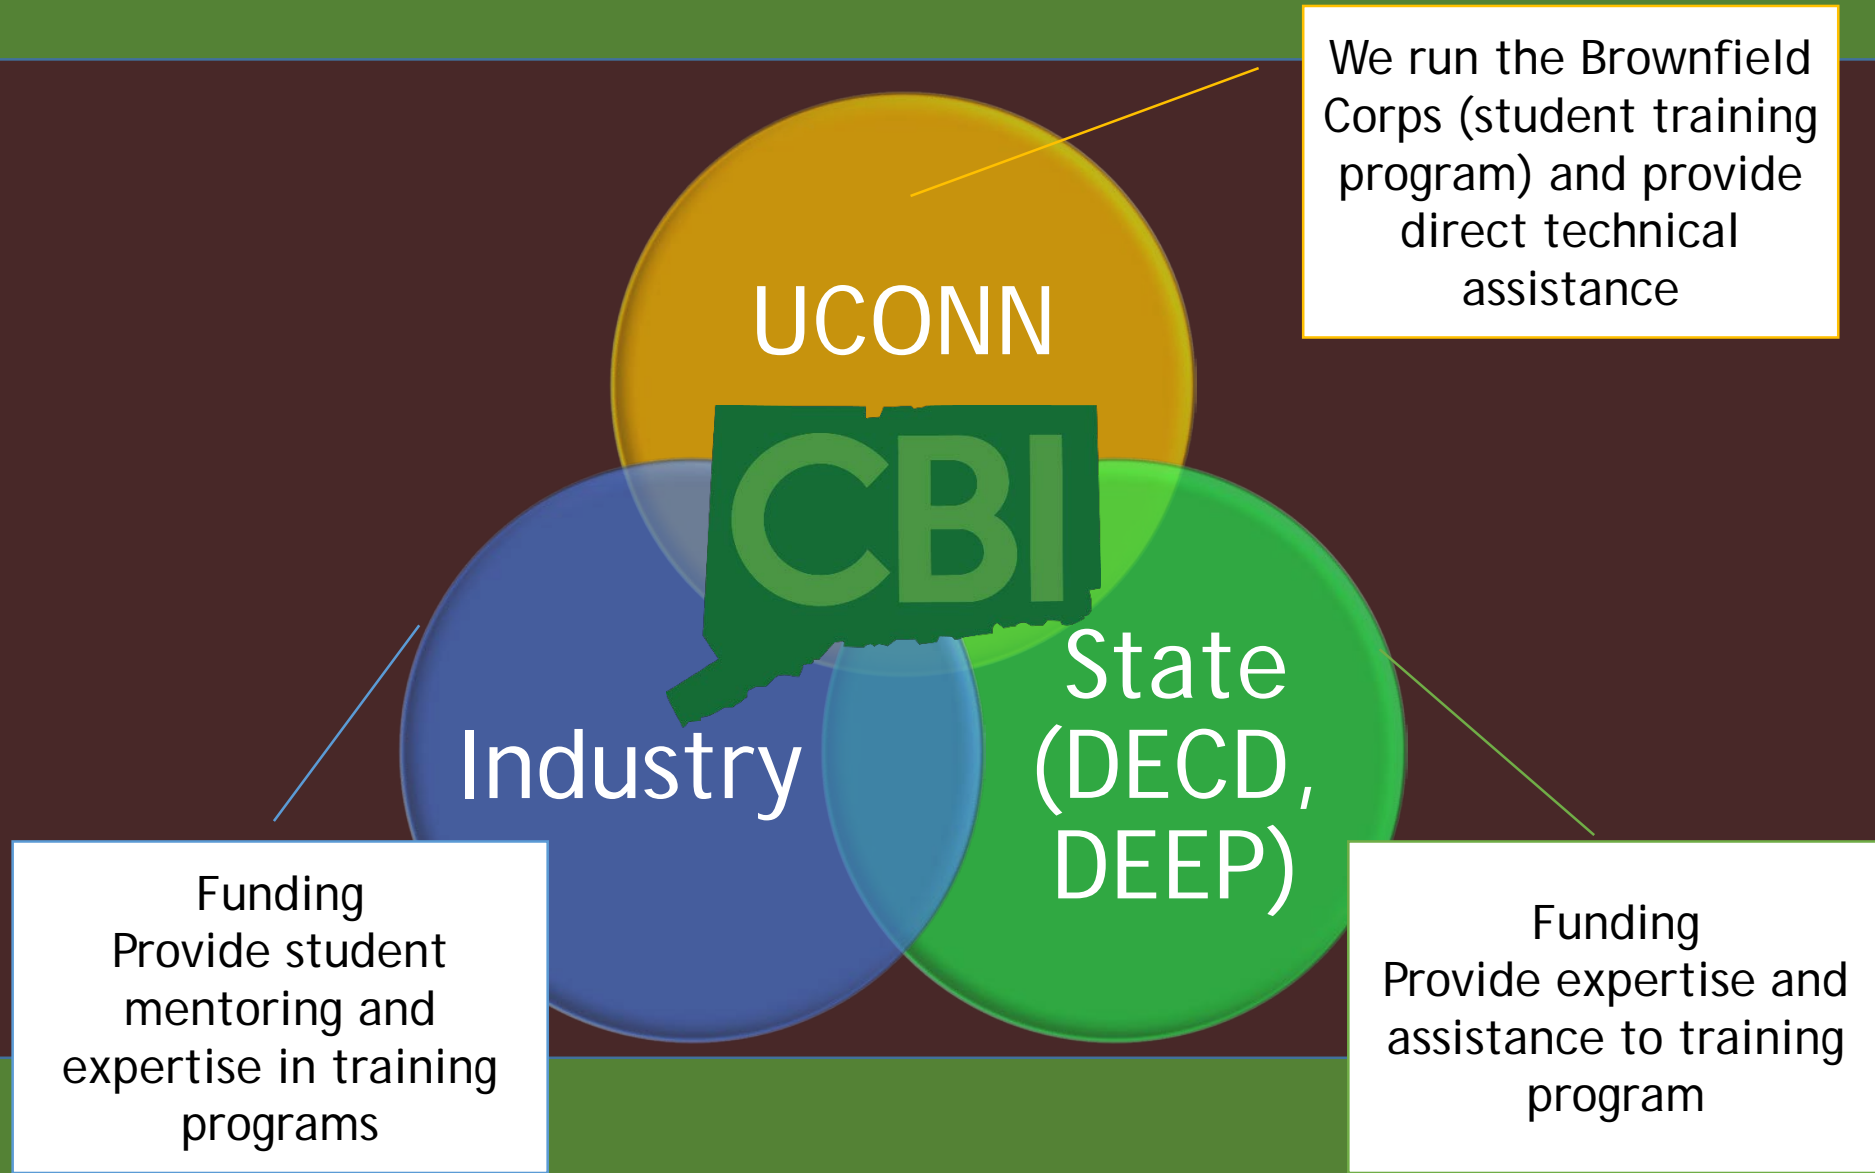 We run the Brownfield
Corps (student training
program) and provide
direct technical
assistance
UCONN
CBI
Industry
State
(DECD,
DEEP)
Funding
Provide student
mentoring and
expertise in training
programs
Funding
Provide expertise and
assistance to training
program